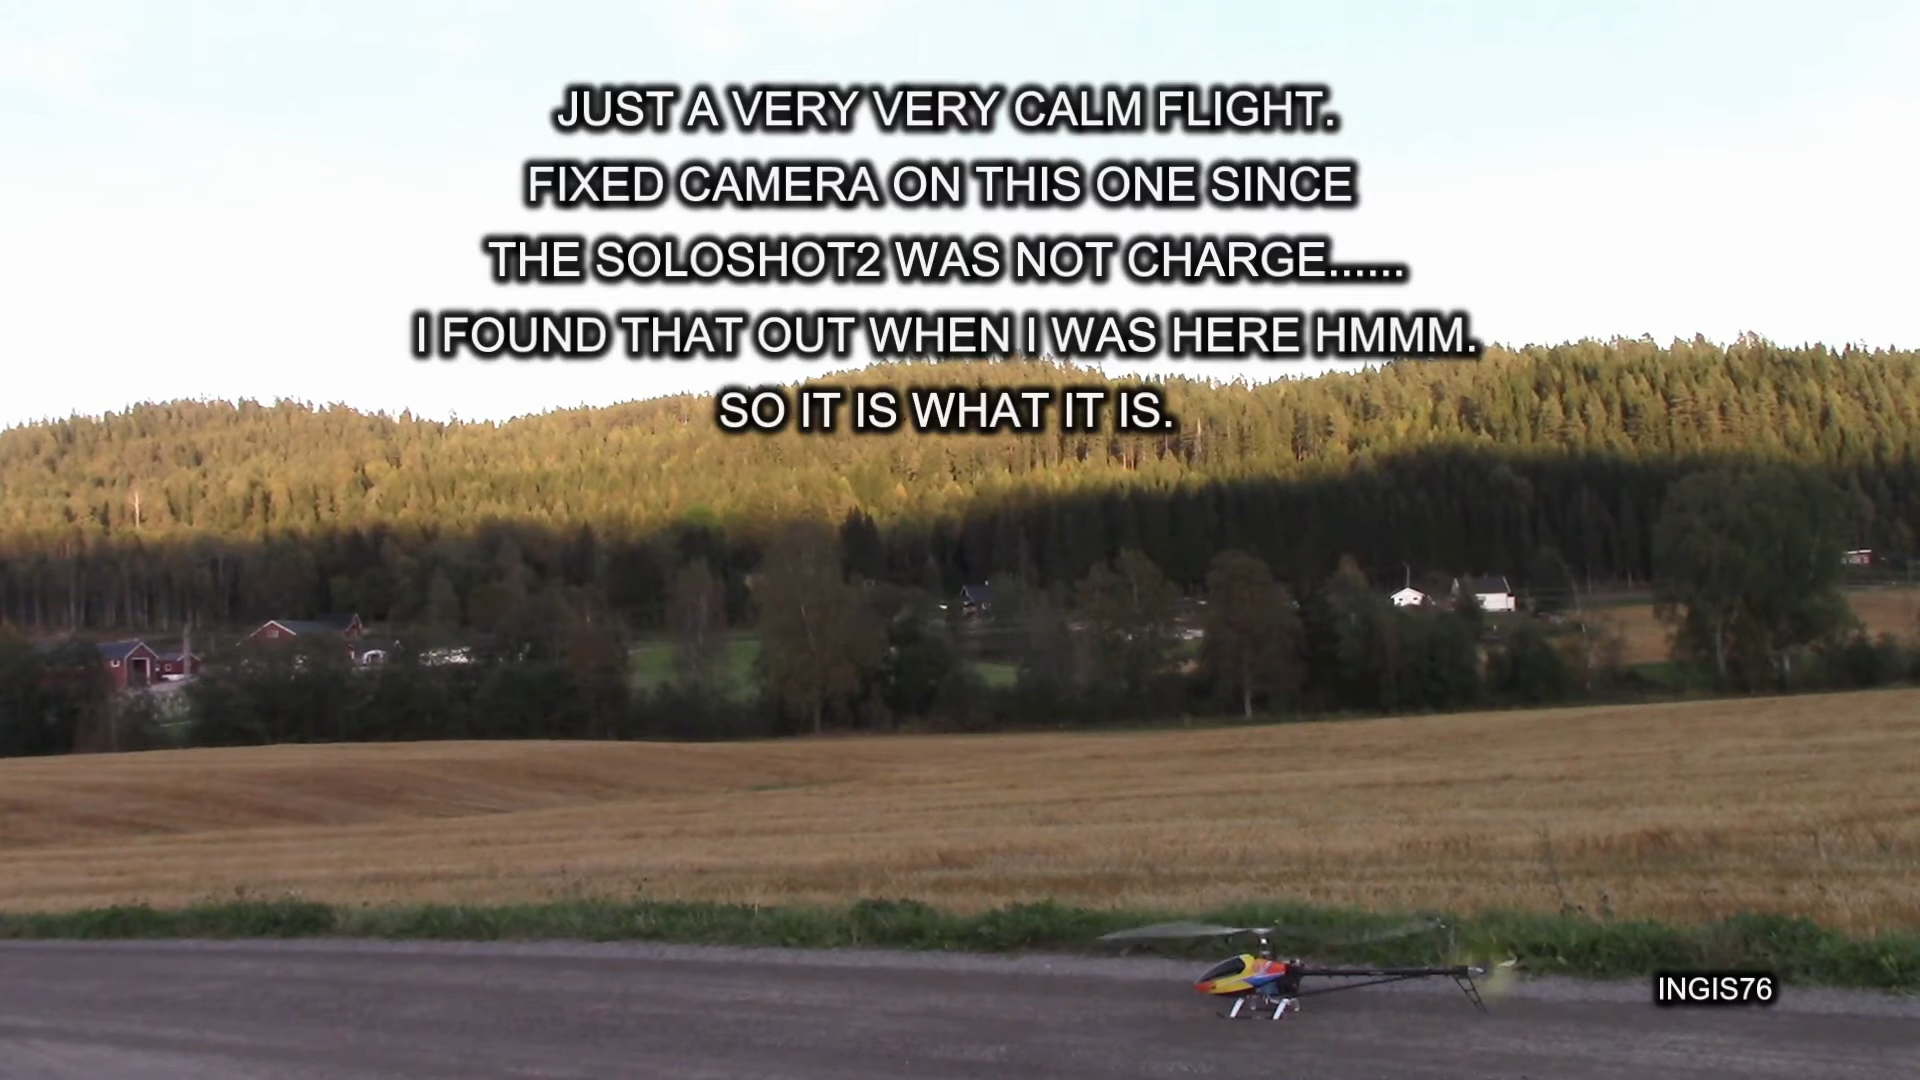 JUST A VERY VERY CALM FLIGHT.
FIXED CAMERA ON THIS ONE SINCE
THE SOLOSHOT2 WAS NOT CHARGE......
I FOUND THAT OUT WHEN I WAS HERE HMMM.
SO IT IS WHAT IT IS.
INGIS76